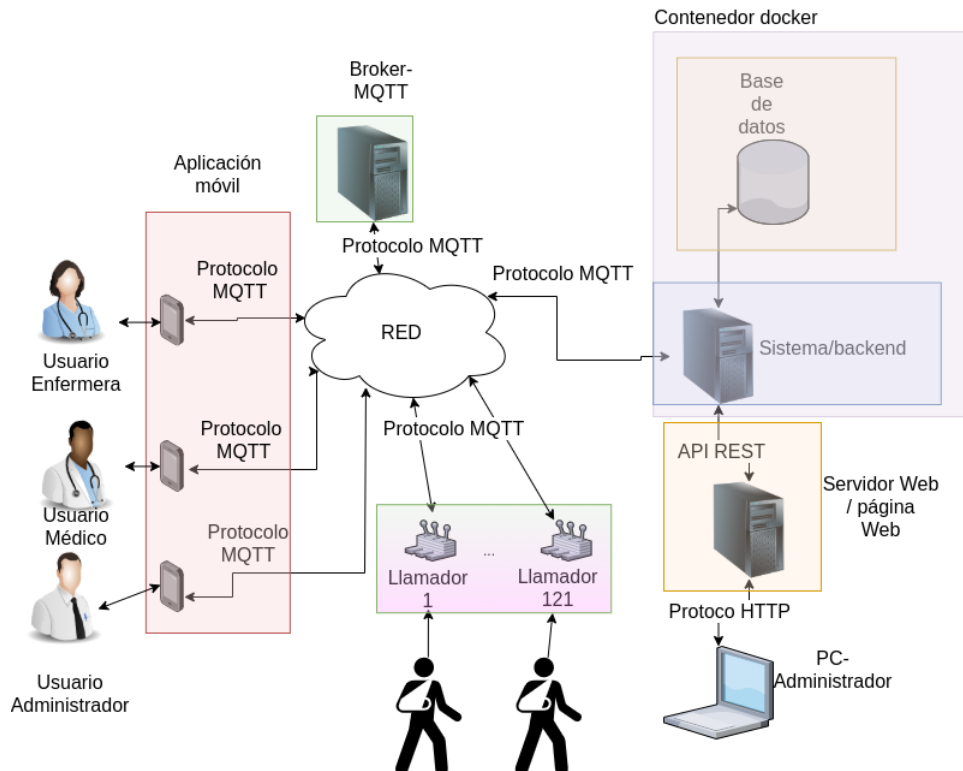 Contenedor docker
Broker-
MQTT
Base
de
datos
Aplicación
móvil
Protocolo MQTT
Protocolo MQTT
Protocolo
MQTT
RED
Sistema/backend
Usuario
Enfermera
Protocolo
MQTT
Protocolo MQTT
API REST
Servidor Web
/ página
Web
Usuario
Médico
Protocolo
MQTT
...
Llamador
1
Llamador
121
Protoco HTTP
PC-
Administrador
Usuario
Administrador